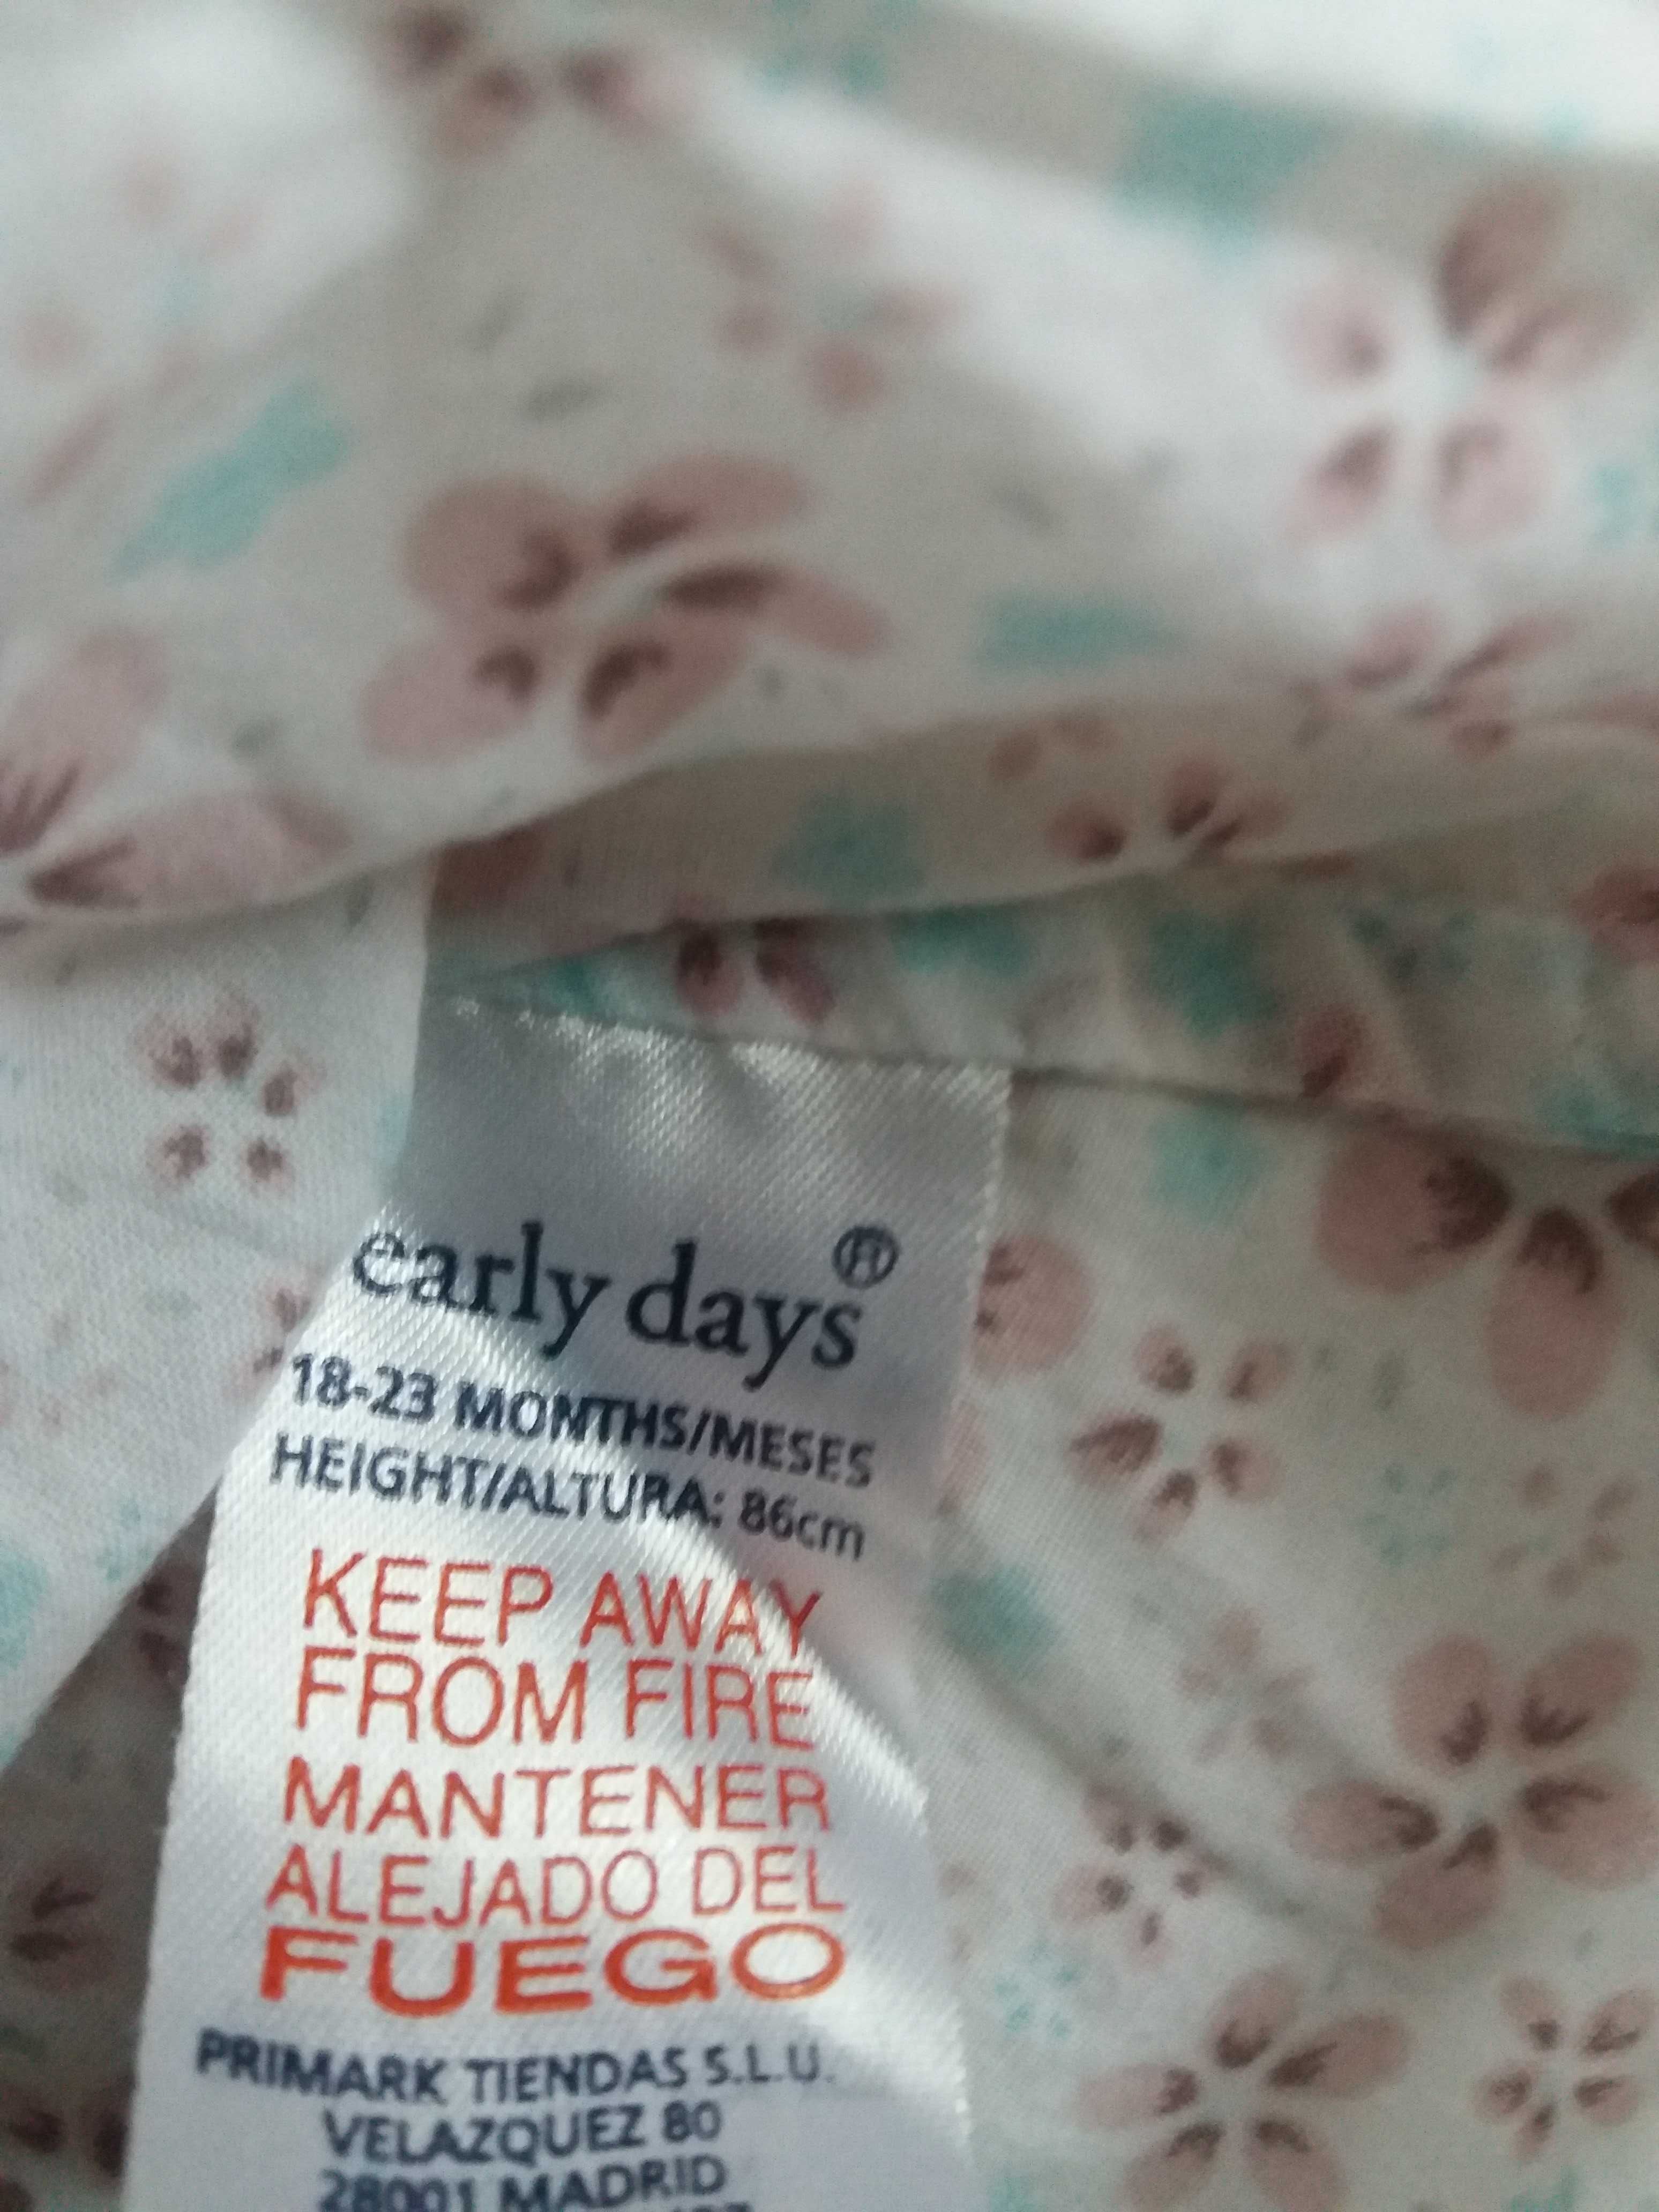 early days®
18-23 MONTHS/MESES
HEIGHT/ALTURA: 86cm
KEEP AWAY
FROM FIRE
MANTENER
ALEJADO DEL
FUEGO
PRIMARK TIENDAS S.L.U.
VELAZQUEZ 80
28001 MADRID